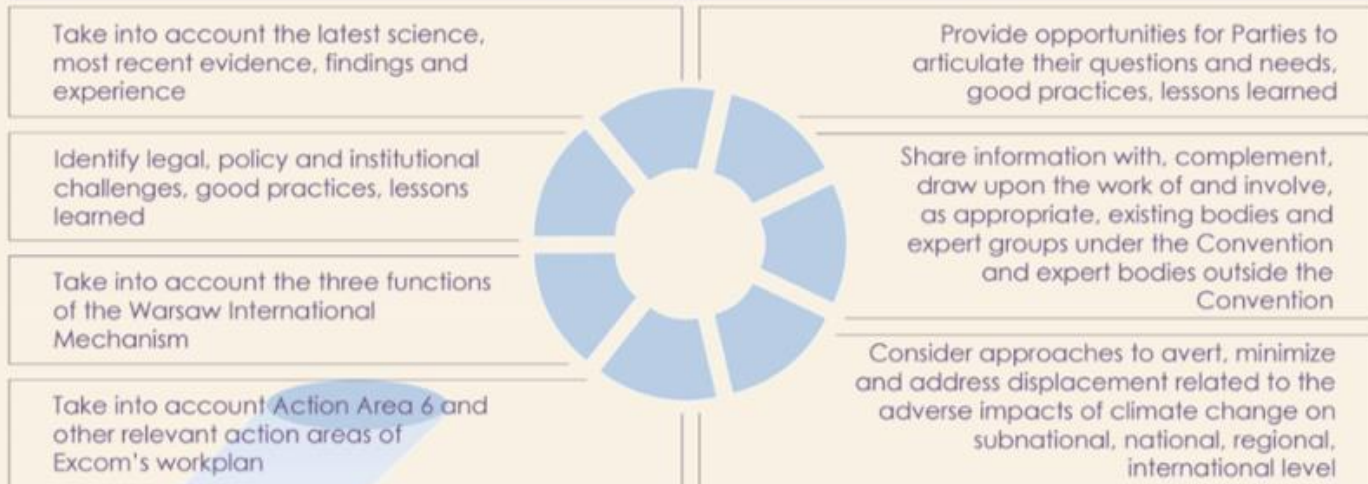 Take into account the latest science,
most recent evidence, findings and
experience
Identify legal, policy and institutional
challenges, good practices, lessons
learned
Take into account the three functions
of the Warsaw International
Mechanism
Take into account Action Area 6 and
other relevant action areas of
Excom's workplan
Provide opportunities for Parties to
articulate their questions and needs,
good practices, lessons learned
Share information with, complement,
draw upon the work of and involve,
as appropriate, existing bodies and
expert groups under the Convention
and expert bodies outside the
Convention
Consider approaches to avert, minimize
and address displacement related to the
adverse impacts of climate change on
subnational, national, regional,
international level